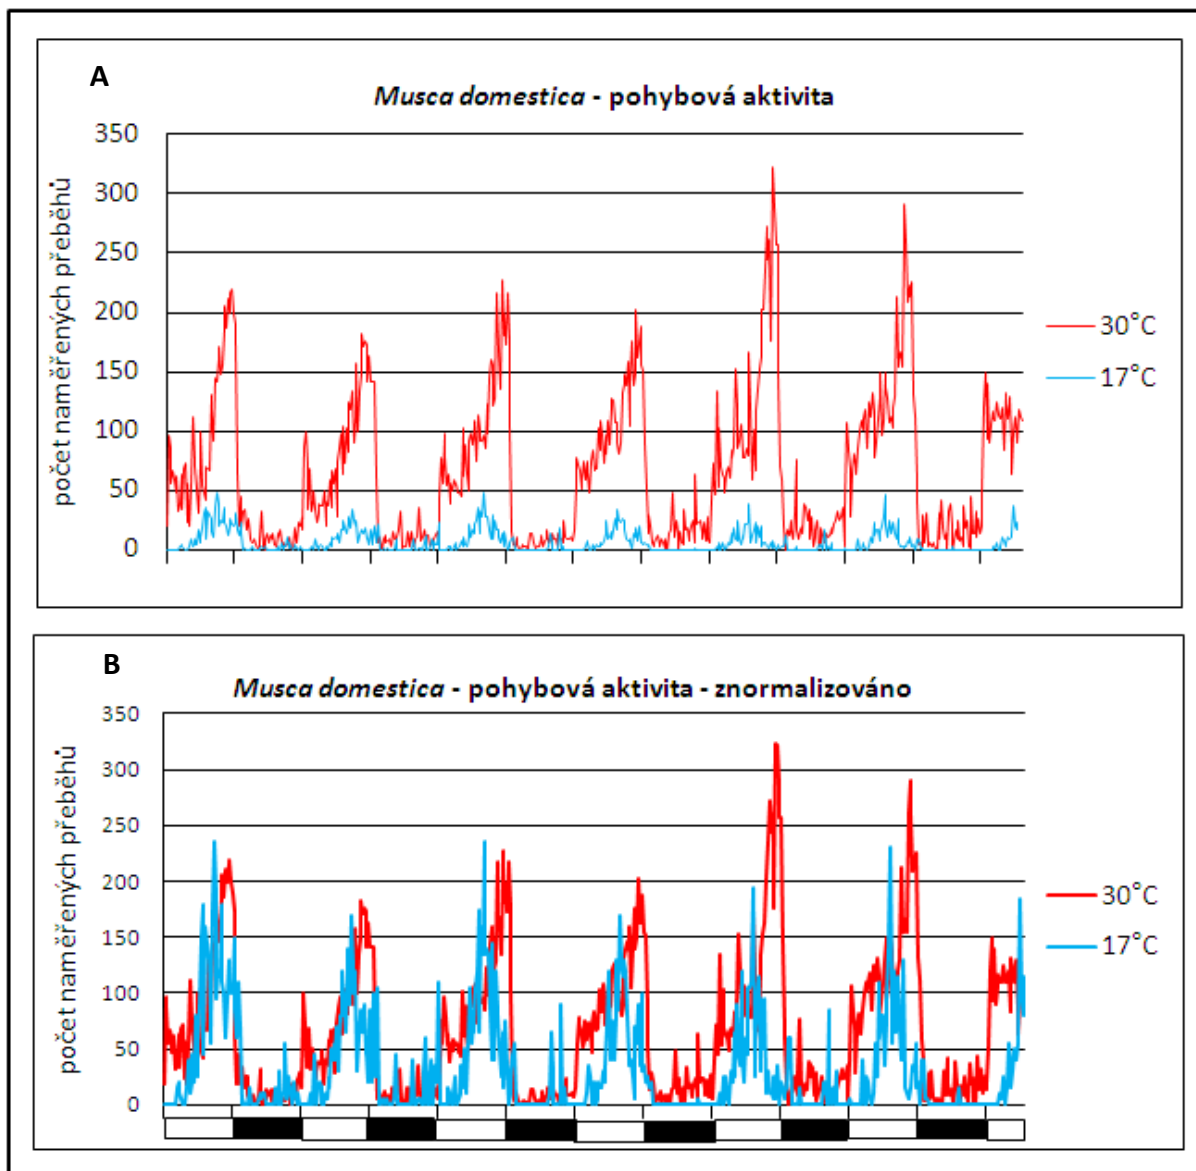 A
Musca domestica - pohybová aktivita
počet naměřených přeběhů
350
300
250
200
150
100
50
0
30°C
17°C
B
Musca domestica - pohybová aktivita - znormalizováno
počet naměřených přeběhů
350
300
250
200
150
100
50
0
30°C
17°C